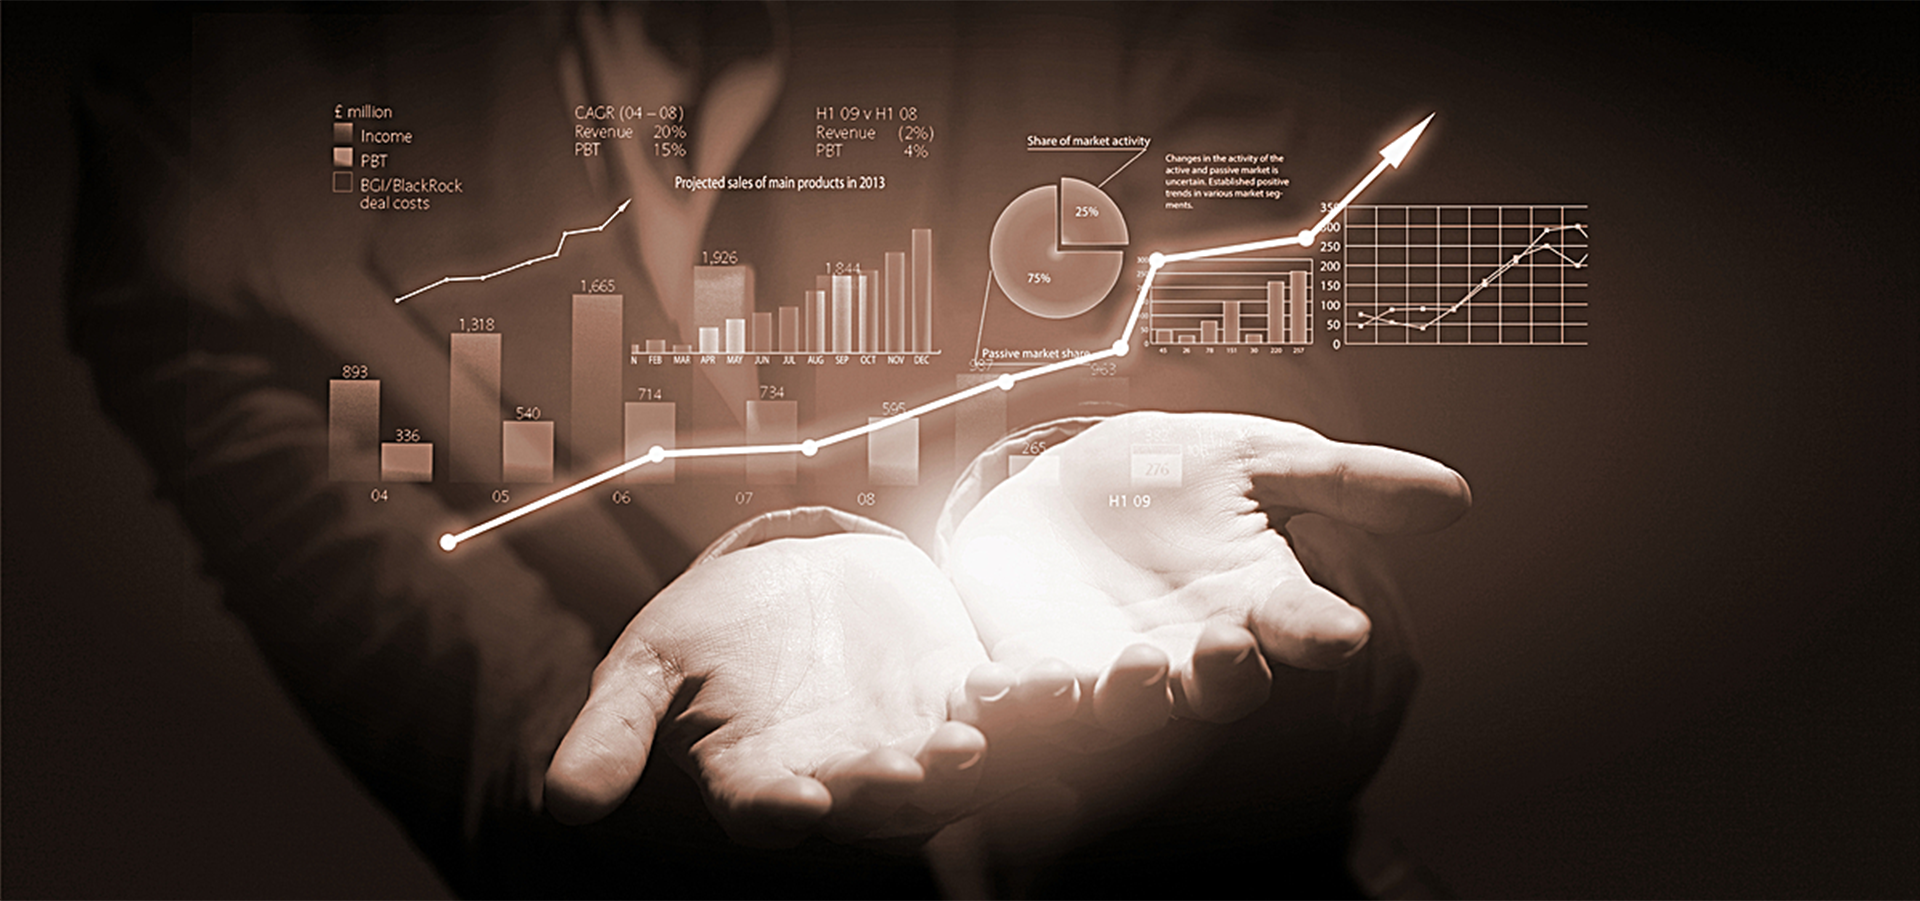 £ million
Income
PBT
BGI/BlackRock
deal costs
CAGR (04 – 08)
Revenue 20%
PBT 15%
H1 09 v H1 08
Revenue (2%)
PBT 4%
Projected sales of main products in 2013
1,926
1,844
N FEB MAR APR MAY JUN JUL AUG SEP OCT NOV DEC
Share of market activity
25%
75%
Passive market share
Changes in the activity of the
active and passive market is
uncertain. Established positive
trends in various market seg-
ments.
350
300
250
200
150
100
50
0
45 26 78 151 30 220 257
893
336
1,318
540
1,665
714
734
595
987
265
963
276
04 05 06 07 08 H1 09